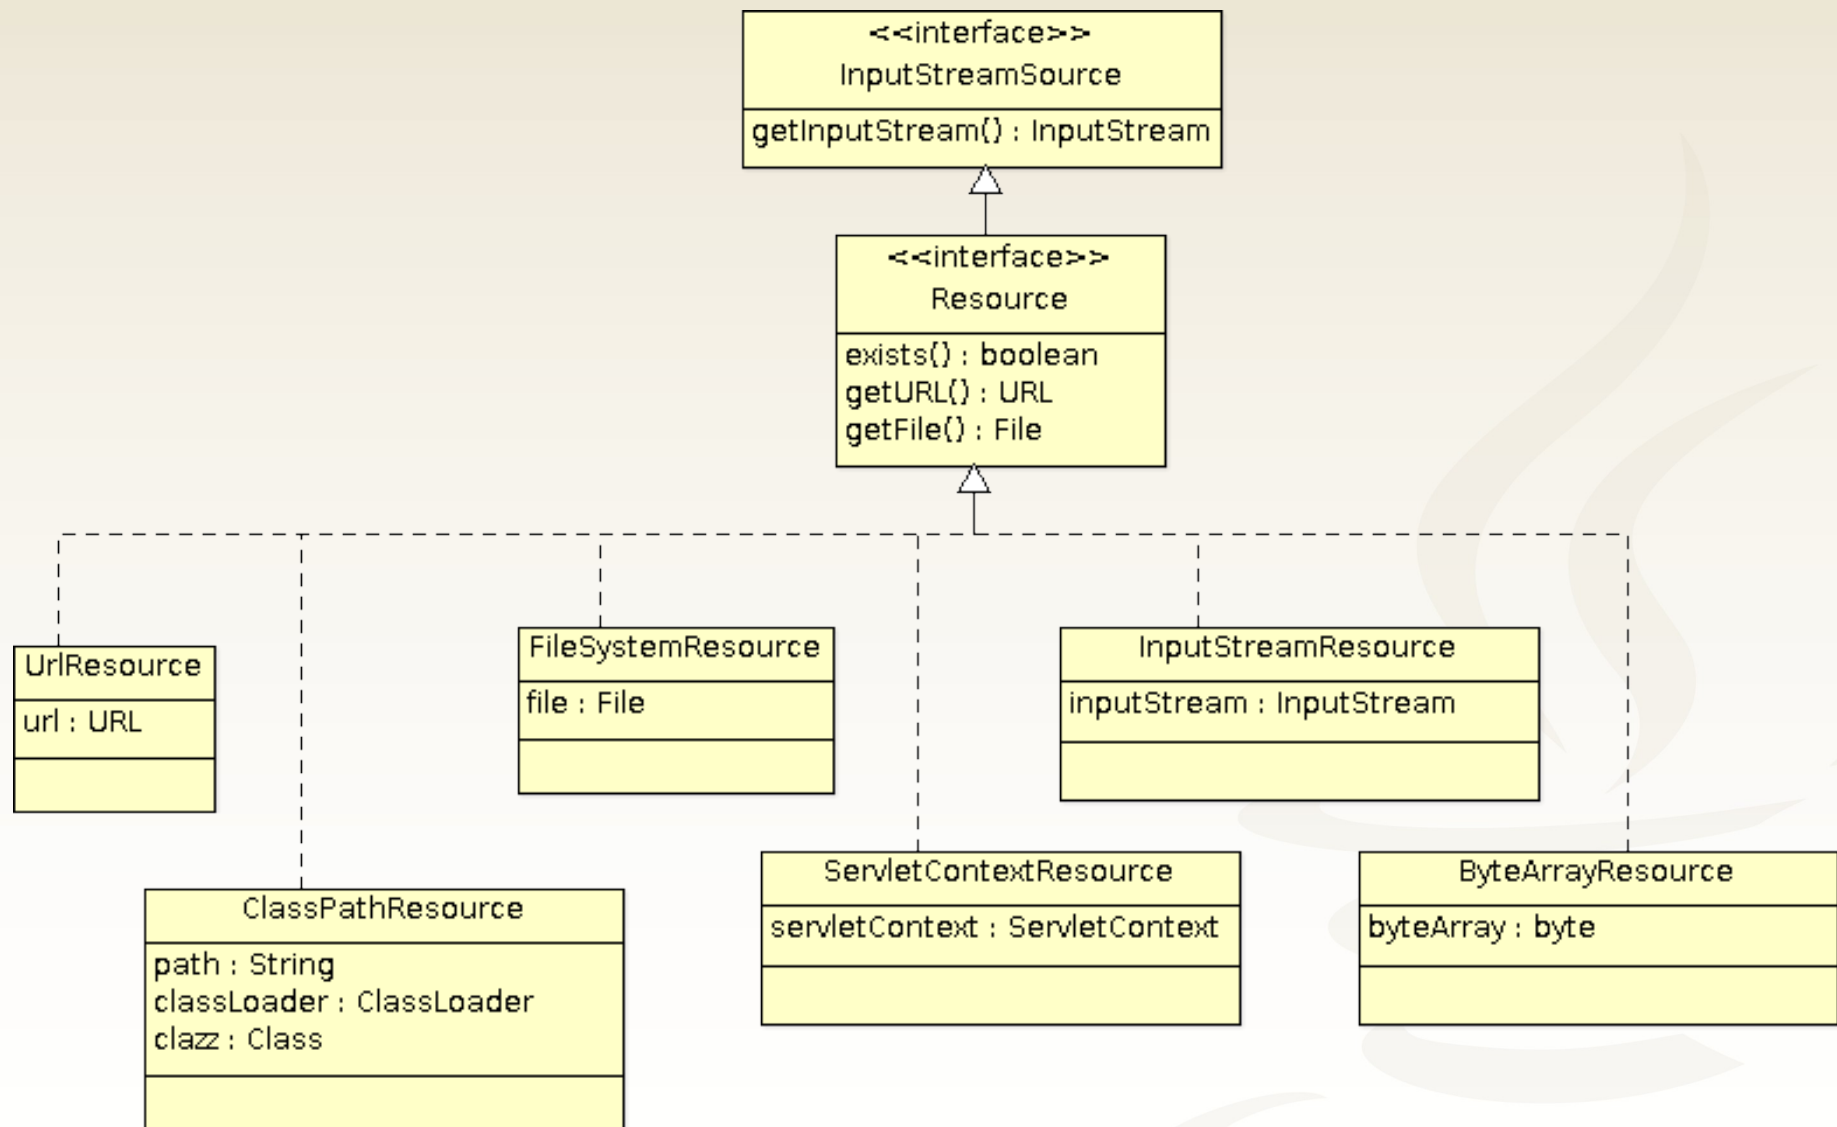 <<interface>>
InputStreamSource
getInputStream() : InputStream
<<interface>>
Resource
exists() : boolean
getURL() : URL
getFile() : File
UrlResource
url : URL
FileSystemResource
file : File
InputStreamResource
inputStream : InputStream
ClassPathResource
path : String
classLoader : ClassLoader
clazz : Class
ServletContextResource
servletContext : ServletContext
ByteArrayResource
byteArray : byte